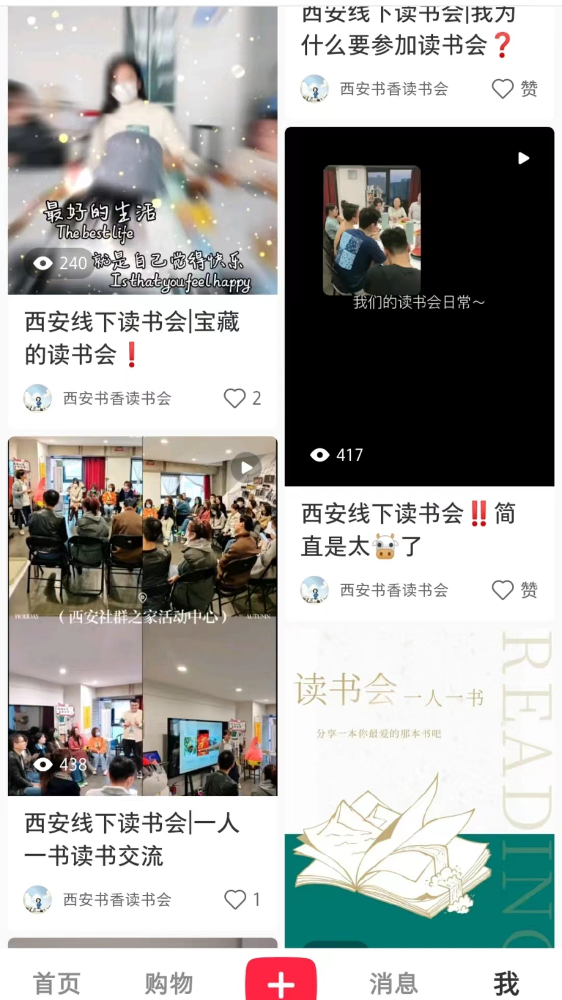 最好的生活
The best life
240
就是自己觉得快乐
Is that you feel happy
西安线下读书会|宝藏
的读书会❗
西安书香读书会
2
HOLIDAY
(西安社群之家活动中心)
AUTUMN
438
西安线下读书会|一人
一书读书交流
西安书香读书会
1
西安线下读书会|我为
什么要参加读书会❓
西安书香读书会
赞
我们的读书会日常~
417
西安线下读书会‼️简
直是太🐮了
西安书香读书会
赞
读书会 一人一书
分享一本你最爱的那本书吧
READING
首页
购物
消息
我